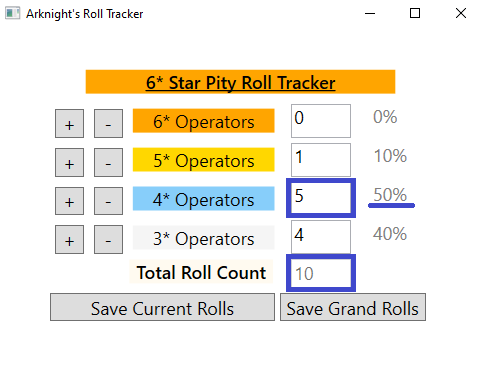 Arknight's Roll Tracker
6* Star Pity Roll Tracker
+ - 6* Operators 0 0%
+ - 5* Operators 1 10%
+ - 4* Operators 5 50%
+ - 3* Operators 4 40%
Total Roll Count 10
Save Current Rolls Save Grand Rolls